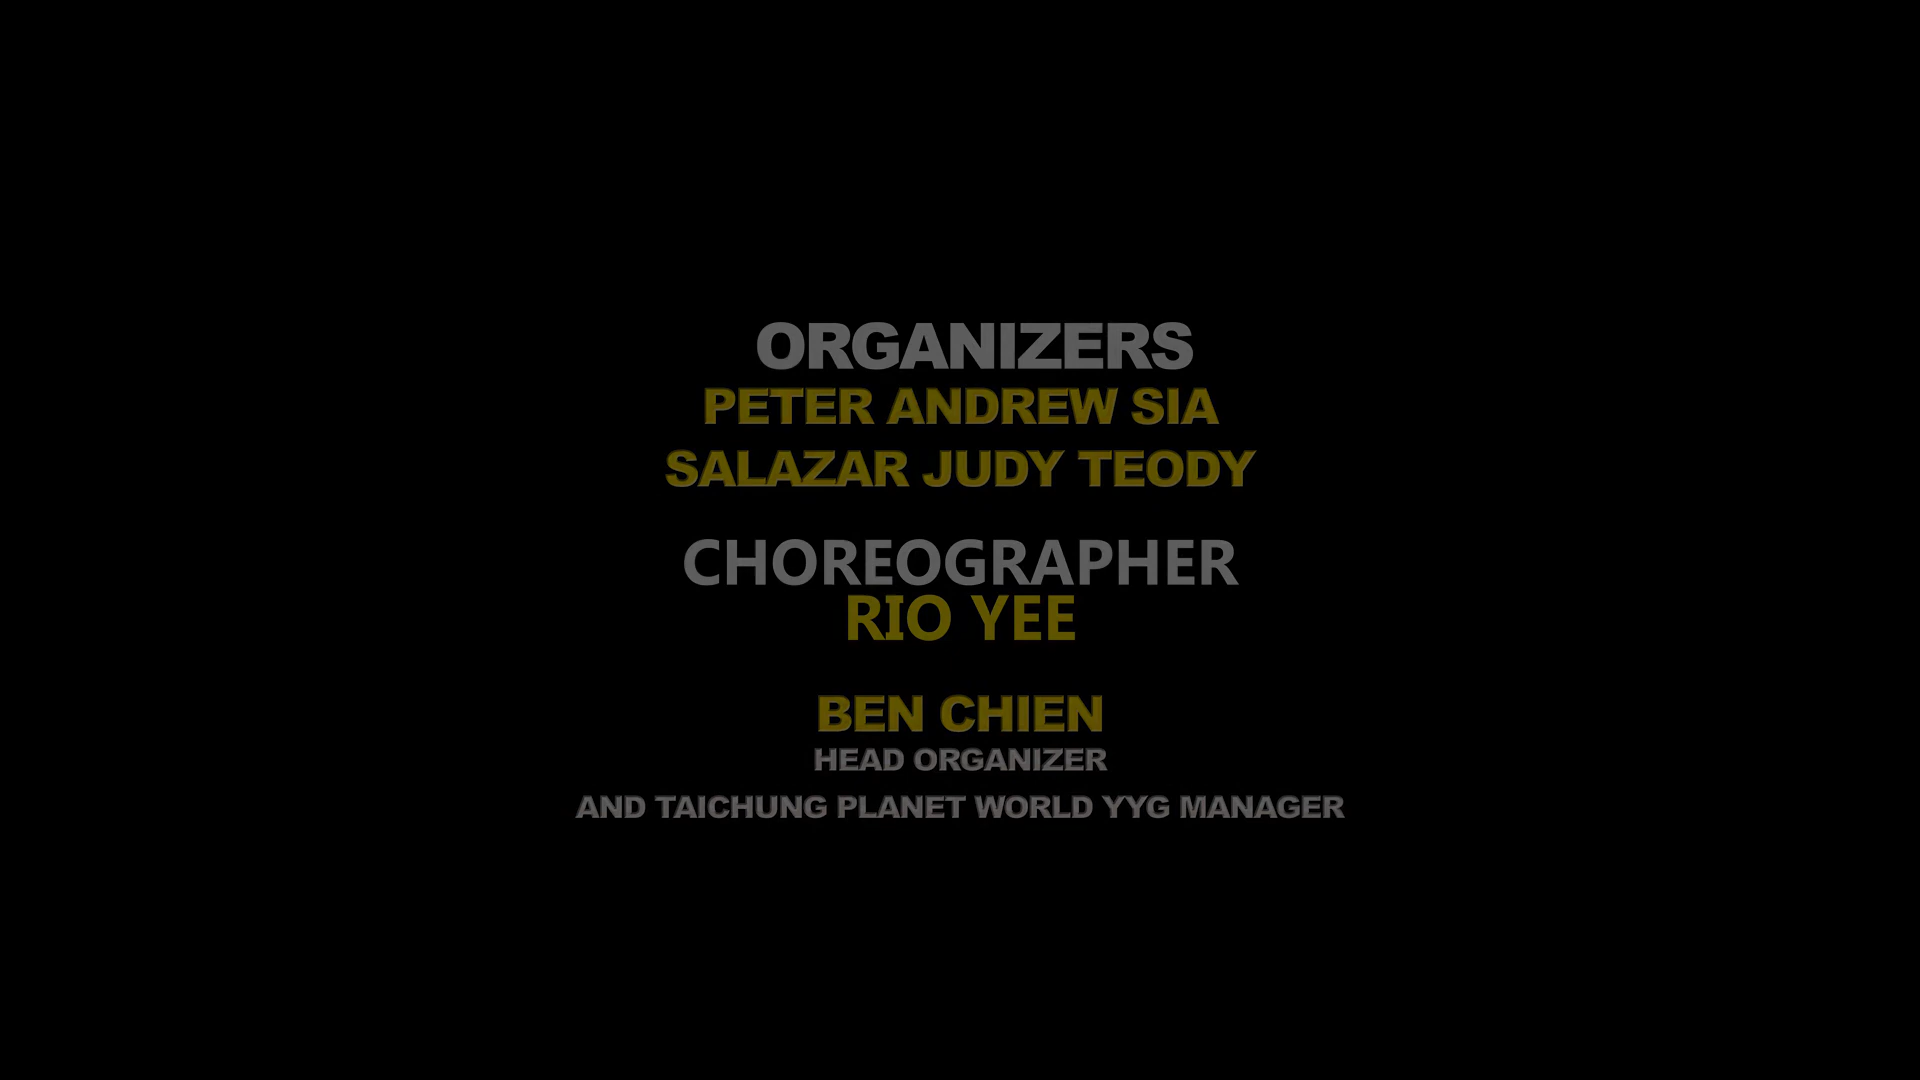 ORGANIZERS
PETER ANDREW SIA
SALAZAR JUDY TEODY
CHOREOGRAPHER
RIO YEE
BEN CHIEN
HEAD ORGANIZER
AND TAICHUNG PLANET WORLD YYG MANAGER